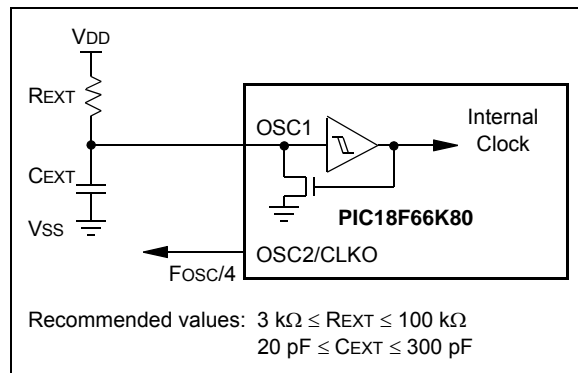 VDD
REXT
OSC1
Internal
Clock
CEXT
PIC18F66K80
VSS
OSC2/CLKO
FOSC/4
Recommended values: 3 kΩ ≤ REXT ≤ 100 kΩ
20 pF ≤ CEXT ≤ 300 pF